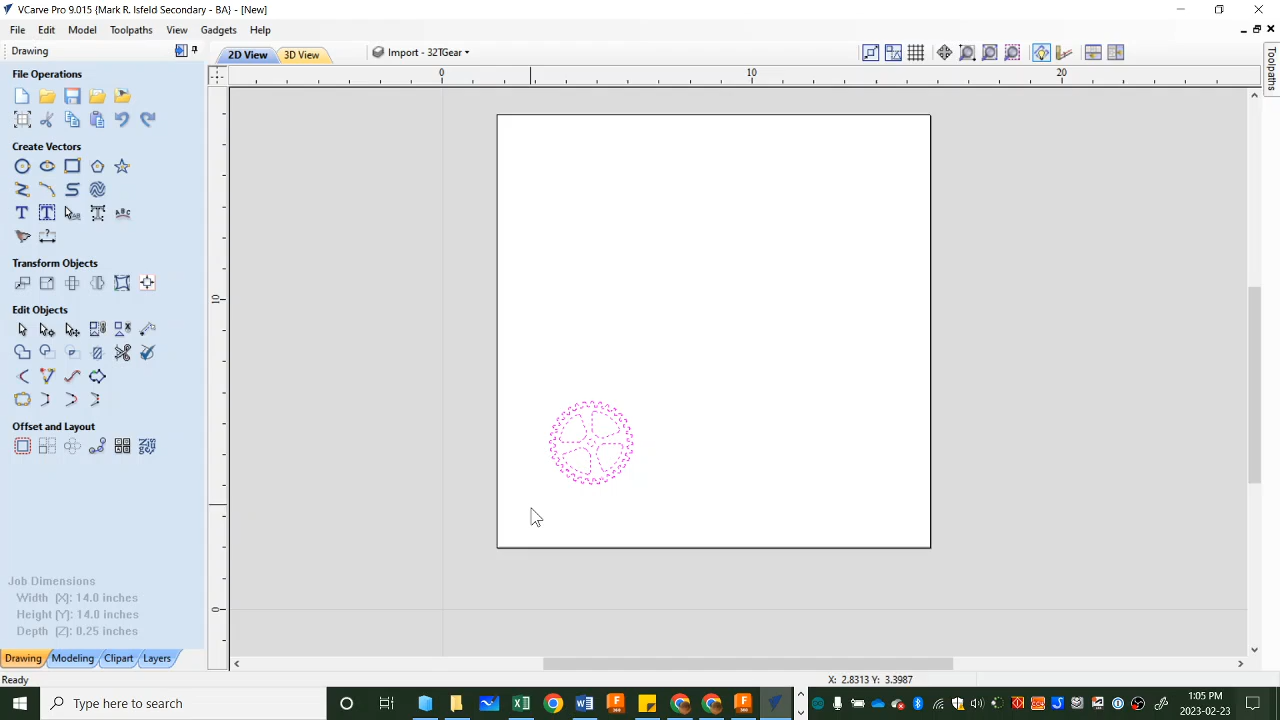 VCarve Pro 9.015 {Mark R. Isfeld Secondary - BA} - [New]
File Edit Model Toolpaths View Gadgets Help
Drawing
2D View 3D View Import - 32TGear
0 10 20
File Operations
Create Vectors
Transform Objects
10
Edit Objects
Offset and Layout
Job Dimensions
Width (X): 14.0 inches
0
Height (Y): 14.0 inches
Depth (Z): 0.25 inches
Drawing Modeling Clipart Layers
Toolpaths
Ready X: 2.8313 Y: 3.3987
Type here to search
1:05 PM
2023-02-23